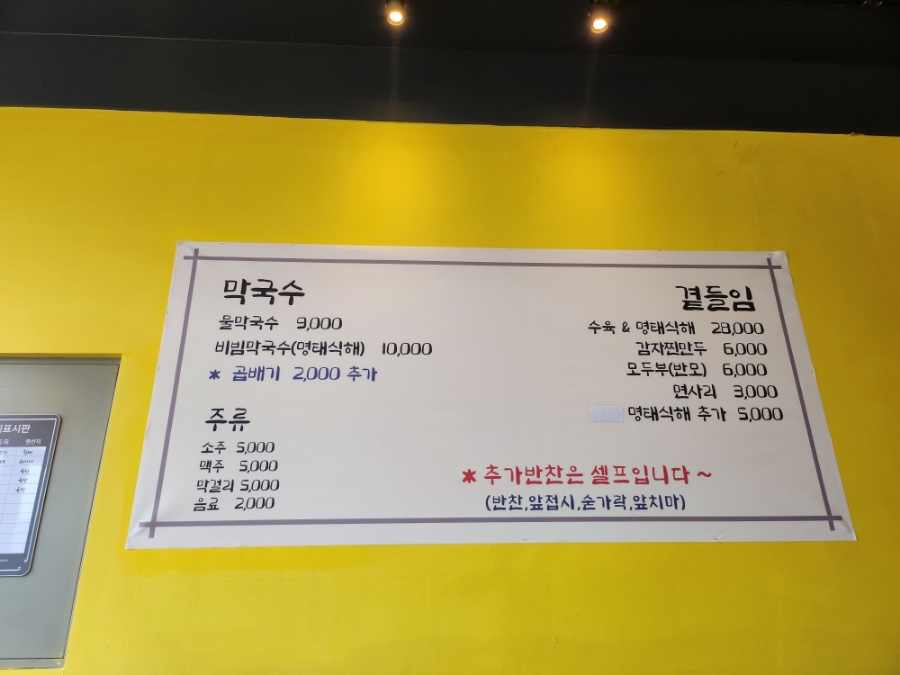 막국수
물막국수 9,000
비빔막국수(명태식해) 10,000
* 곱배기 2,000 추가
주류
소주 5,000
맥주 5,000
막걸리 5,000
음료 2,000
곁들임
수육 & 명태식해 28,000
감자찐만두 6,000
모두부(반모) 6,000
면사리 3,000
명태식해 추가 5,000
* 추가반찬은 셀프입니다 ~
(반찬,앞접시,숟가락,앞치마)
표시판